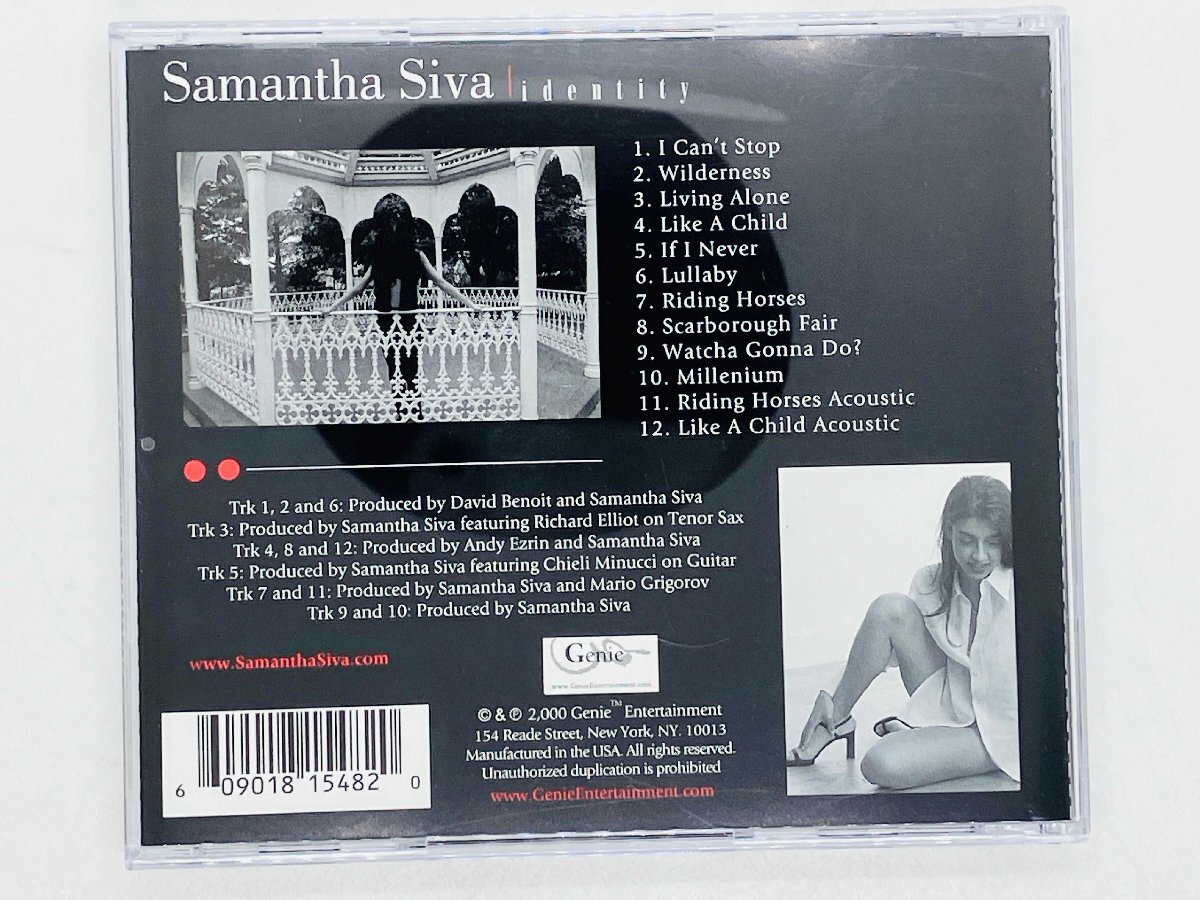 Samantha Siva | identity
1. I Can't Stop
2. Wilderness
3. Living Alone
4. Like A Child
5. If I Never
6. Lullaby
7. Riding Horses
8. Scarborough Fair
9. Watcha Gonna Do?
10. Millenium
11. Riding Horses Acoustic
12. Like A Child Acoustic
Trk 1, 2 and 6: Produced by David Benoit and Samantha Siva
Trk 3: Produced by Samantha Siva featuring Richard Elliot on Tenor Sax
Trk 4, 8 and 12: Produced by Andy Ezrin and Samantha Siva
Trk 5: Produced by Samantha Siva featuring Chieli Minucci on Guitar
Trk 7 and 11: Produced by Samantha Siva and Mario Grigorov
Trk 9 and 10: Produced by Samantha Siva
www.SamanthaSiva.com
Genie
www.GenieEntertainment.com
© & ℗ 2,000 Genie™ Entertainment
154 Reade Street, New York, NY. 10013
Manufactured in the USA. All rights reserved.
Unauthorized duplication is prohibited
www.GenieEntertainment.com
6 09018 15482 0